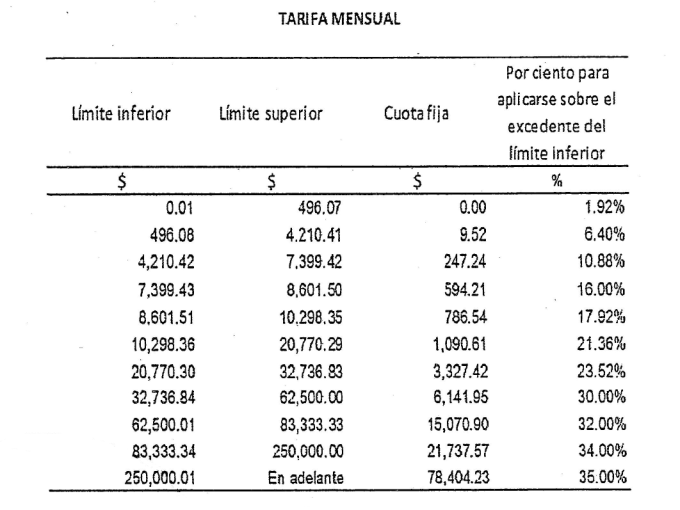 TARIFA MENSUAL
Por ciento para
aplicarse sobre el
Límite inferior Límite superior Cuota fija excedente del
límite inferior
$ $ $ %
0.01 496.07 0.00 1.92%
496.08 4.210.41 9.52 6.40%
4,210.42 7,399.42 247.24 10.88%
7,399.43 8,601.50 594.21 16.00%
8,601.51 10,298.35 786.54 17.92%
10,298.36 20,770.29 1,090.61 21.36%
20,770.30 32,736.83 3,327.42 23.52%
32,736.84 62,500.00 6,141.95 30.00%
62,500.01 83,333.33 15,070.90 32.00%
83,333.34 250,000.00 21,737.57 34.00%
250,000.01 En adelante 78,404.23 35.00%